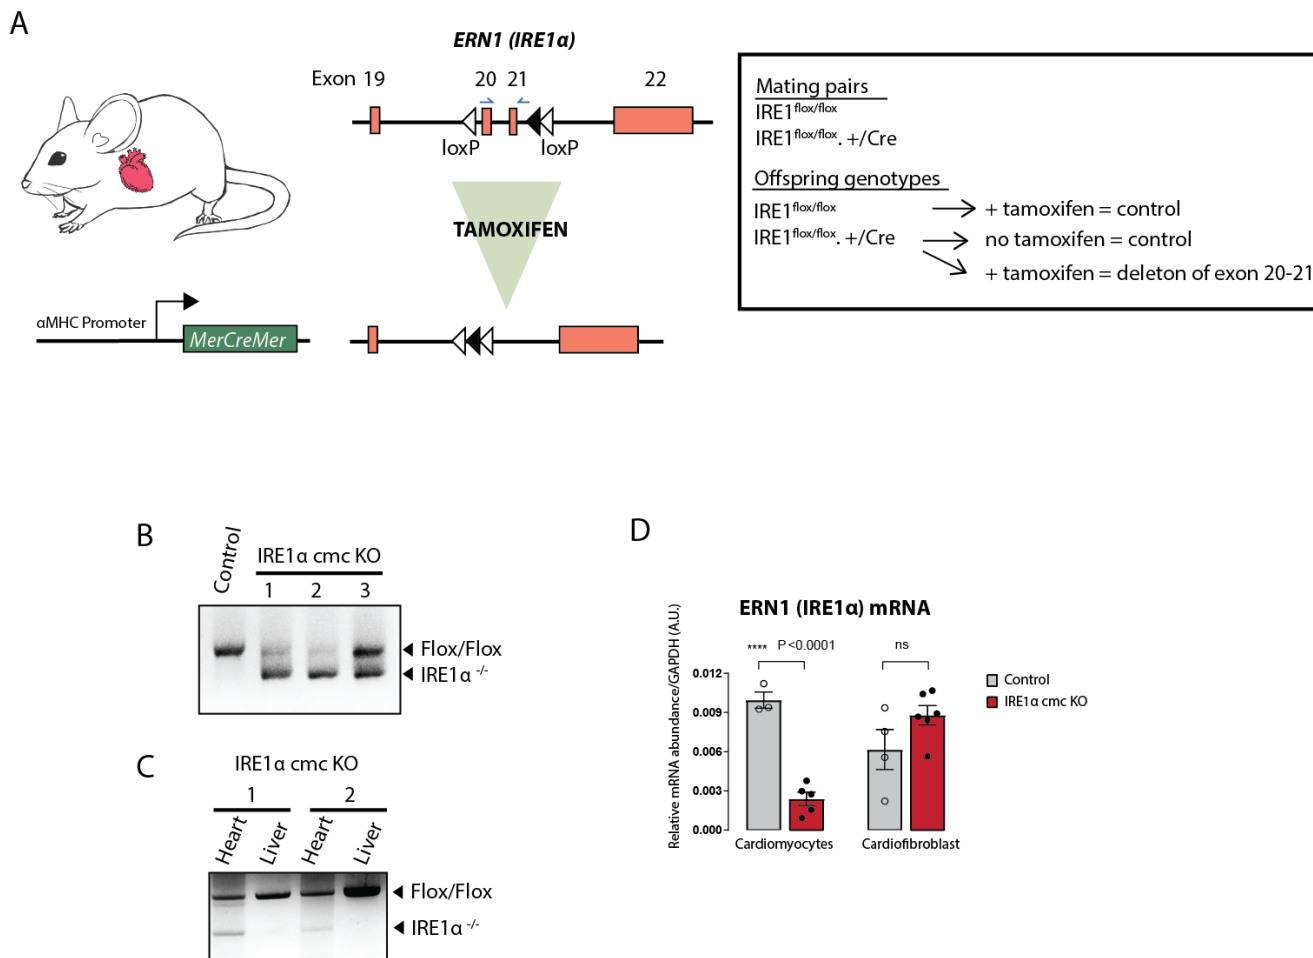 A
ERN1 (IRE1α)
Exon 19 20 21 22
loxP loxP
TAMOXIFEN
αMHC Promoter
MerCreMer
Mating pairs
IRE1flox/flox
IRE1flox/flox. +/Cre
Offspring genotypes
IRE1flox/flox + tamoxifen = control
IRE1flox/flox. +/Cre no tamoxifen = control
+ tamoxifen = deleton of exon 20-21
B
Control
IRE1α cmc KO
1 2 3
Flox/Flox
IRE1α -/-
C
IRE1α cmc KO
1 2
Heart Liver Heart Liver
Flox/Flox
IRE1α -/-
D
ERN1 (IRE1α) mRNA
**** P<0.0001
ns
Relative mRNA abundance/GAPDH (A.U.)
0.012
0.009
0.006
0.003
0.000
Cardiomyocytes Cardiofibroblast
Control
IRE1α cmc KO